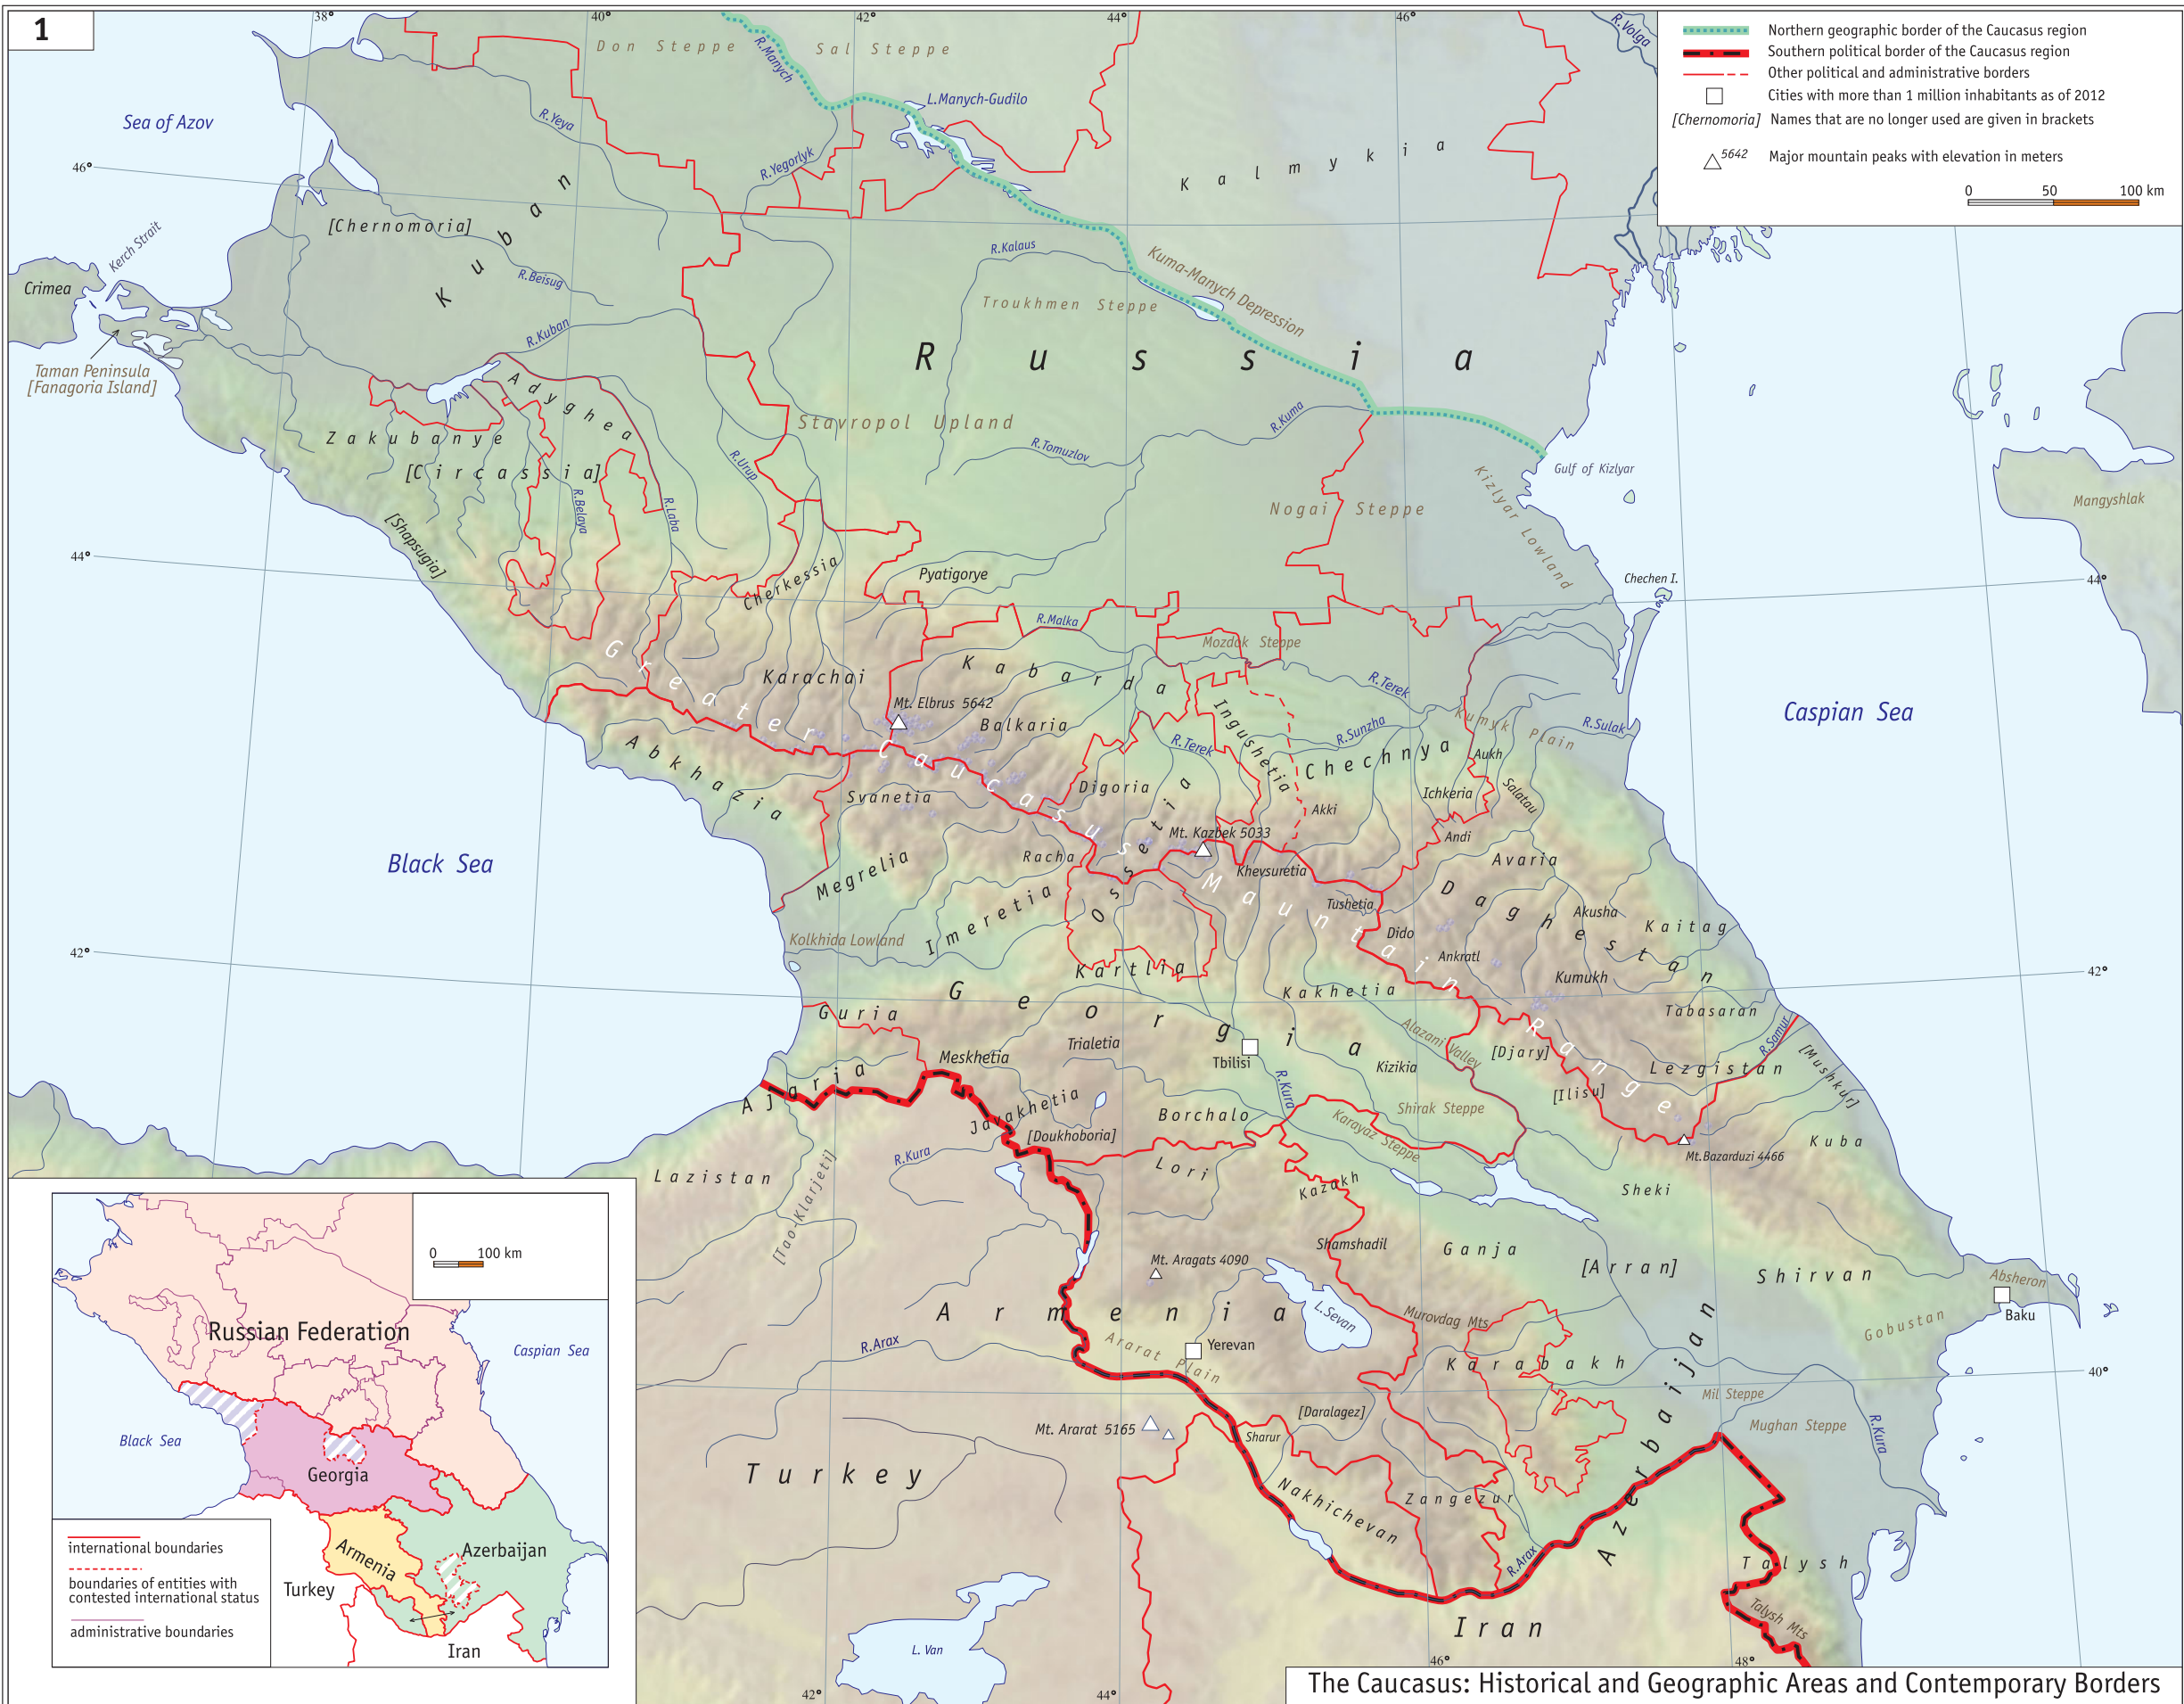 1
38°
40°
42°
44°
46°
Northern geographic border of the Caucasus region
Southern political border of the Caucasus region
Other political and administrative borders
Cities with more than 1 million inhabitants as of 2012
[Chernomoria] Names that are no longer used are given in brackets
5642 Major mountain peaks with elevation in meters
0 50 100 km
R.Volga
Don Steppe
Sal Steppe
R.Manych
L.Manych-Gudilo
Sea of Azov
R.Yeya
R.Yegorlyk
Kalmykia
46°
[Chernomoria]
Kuban
Kerch Strait
R.Beisug
R.Kalaus
Kuma-Manych Depression
Crimea
Troukhmen Steppe
R.Kuban
Russia
Taman Peninsula
[Fanagoria Island]
Adyghea
Stavropol Upland
R.Kuma
Zakubanye
[Circassia]
R.Tomuzlov
R.Urup
Gulf of Kizlyar
Kizlyar Lowland
Mangyshlak
R.Belaya
R.Laba
Nogai Steppe
[Shapsugia]
44°
Cherkessia
Pyatigorye
Chechen I.
44°
R.Malka
Mozdok Steppe
Greater Caucasus Mauntain Range
Karachai
Kabarda
R.Terek
Mt. Elbrus 5642
Balkaria
Ingushetia
R.Sunzha
Kumyk Plain
R.Sulak
Caspian Sea
Abkhazia
R.Terek
Chechnya
Aukh
Svanetia
Digoria
Ichkeria
Salatau
Akki
Ossetia
Mt. Kazbek 5033
Andi
Black Sea
Megrelia
Racha
Khevsuretia
Avaria
Daghestan
Imeretia
Tushetia
Akusha
Kaitag
Kolkhida Lowland
Dido
42°
Ankratl
Kartlia
Kumukh
42°
Georgia
Kakhetia
Tabasaran
Guria
Alazani Valley
R.Samur
Trialetia
Meskhetia
Tbilisi
Kizikia
[Djary]
[Mushkur]
Lezgistan
Ajaria
R.Kura
[Ilisu]
Javakhetia
Borchalo
Shirak Steppe
Karayaz Steppe
[Doukhoboria]
Kuba
Mt.Bazarduzi 4466
R.Kura
Lazistan
[Tao-Klarjeti]
Lori
Kazakh
Sheki
Shamshadil
Ganja
Mt. Aragats 4090
[Arran]
Shirvan
Absheron
Baku
Armenia
L.Sevan
Murovdag Mts
Gobustan
R.Arax
Ararat Plain
Yerevan
Karabakh
Azerbaijan
40°
Mil Steppe
[Daralagez]
Mughan Steppe
Mt. Ararat 5165
Sharur
R.Kura
Turkey
Nakhichevan
Zangezur
R.Arax
Talysh
Talysh Mts
Iran
L. Van
42°
44°
46°
48°
0 100 km
Russian Federation
Caspian Sea
Black Sea
Georgia
Armenia
Azerbaijan
Turkey
Iran
international boundaries
boundaries of entities with
contested international status
administrative boundaries
The Caucasus: Historical and Geographic Areas and Contemporary Borders